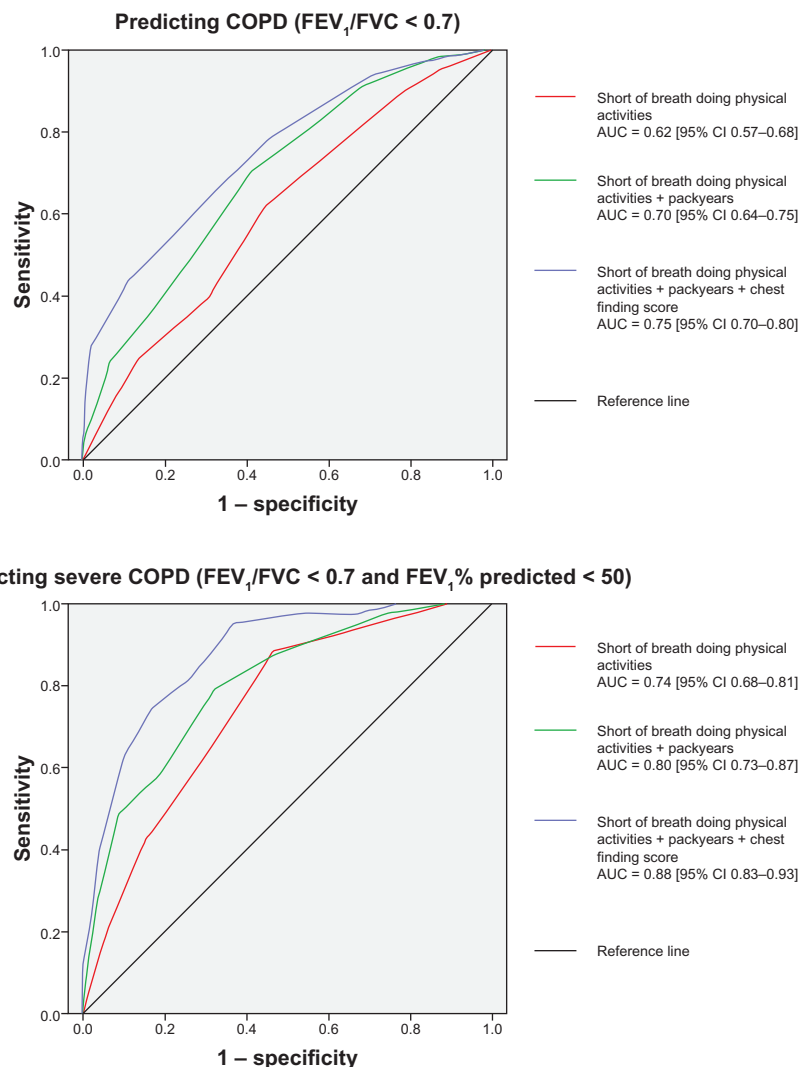 Predicting COPD (FEV₁/FVC < 0.7)
1.0
0.8
0.6
0.4
0.2
0.0
Sensitivity
0.0 0.2 0.4 0.6 0.8 1.0
1 – specificity
Short of breath doing physical
activities
AUC = 0.62 [95% CI 0.57–0.68]
Short of breath doing physical
activities + packyears
AUC = 0.70 [95% CI 0.64–0.75]
Short of breath doing physical
activities + packyears + chest
finding score
AUC = 0.75 [95% CI 0.70–0.80]
Reference line
cting severe COPD (FEV₁/FVC < 0.7 and FEV₁% predicted < 50)
1.0
0.8
0.6
0.4
0.2
0.0
Sensitivity
0.0 0.2 0.4 0.6 0.8 1.0
1 – specificity
Short of breath doing physical
activities
AUC = 0.74 [95% CI 0.68–0.81]
Short of breath doing physical
activities + packyears
AUC = 0.80 [95% CI 0.73–0.87]
Short of breath doing physical
activities + packyears + chest
finding score
AUC = 0.88 [95% CI 0.83–0.93]
Reference line